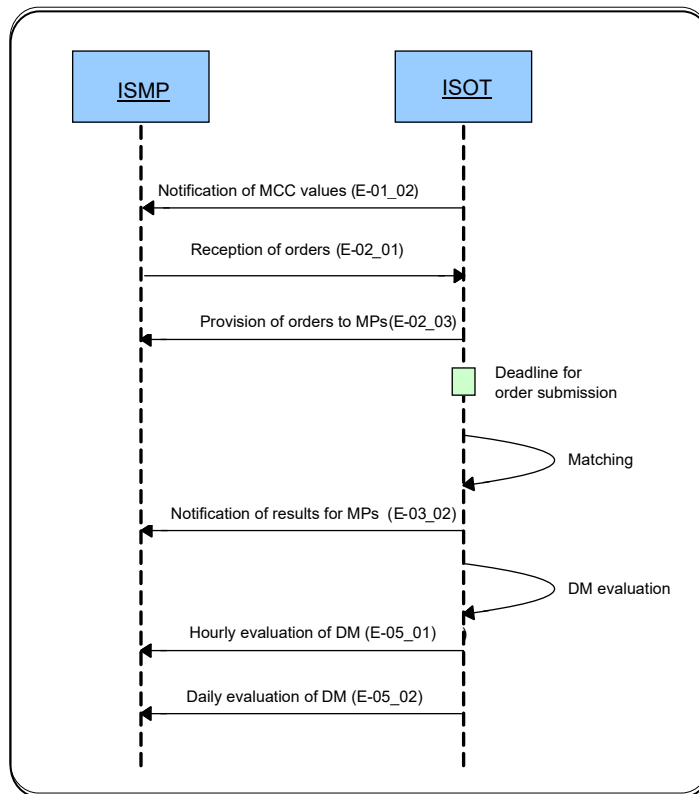 ISMP
ISOT
Notification of MCC values (E-01_02)
Reception of orders (E-02_01)
Provision of orders to MPs(E-02_03)
Deadline for
order submission
Matching
Notification of results for MPs (E-03_02)
DM evaluation
Hourly evaluation of DM (E-05_01)
Daily evaluation of DM (E-05_02)